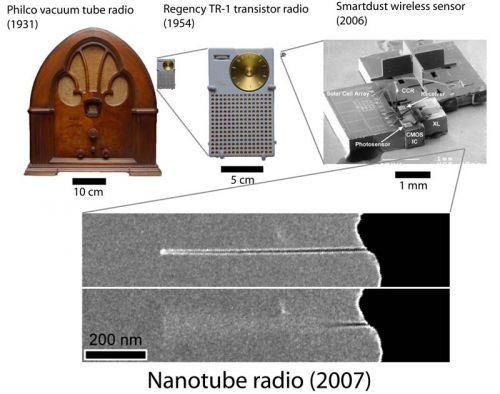 Philco vacuum tube radio
(1931)
Regency TR-1 transistor radio
(1954)
Smartdust wireless sensor
(2006)
Solar Cell Array
CCR
Receiver
XL
Photosensor
CMOS
IC
10 cm
5 cm
1 mm
200 nm
Nanotube radio (2007)